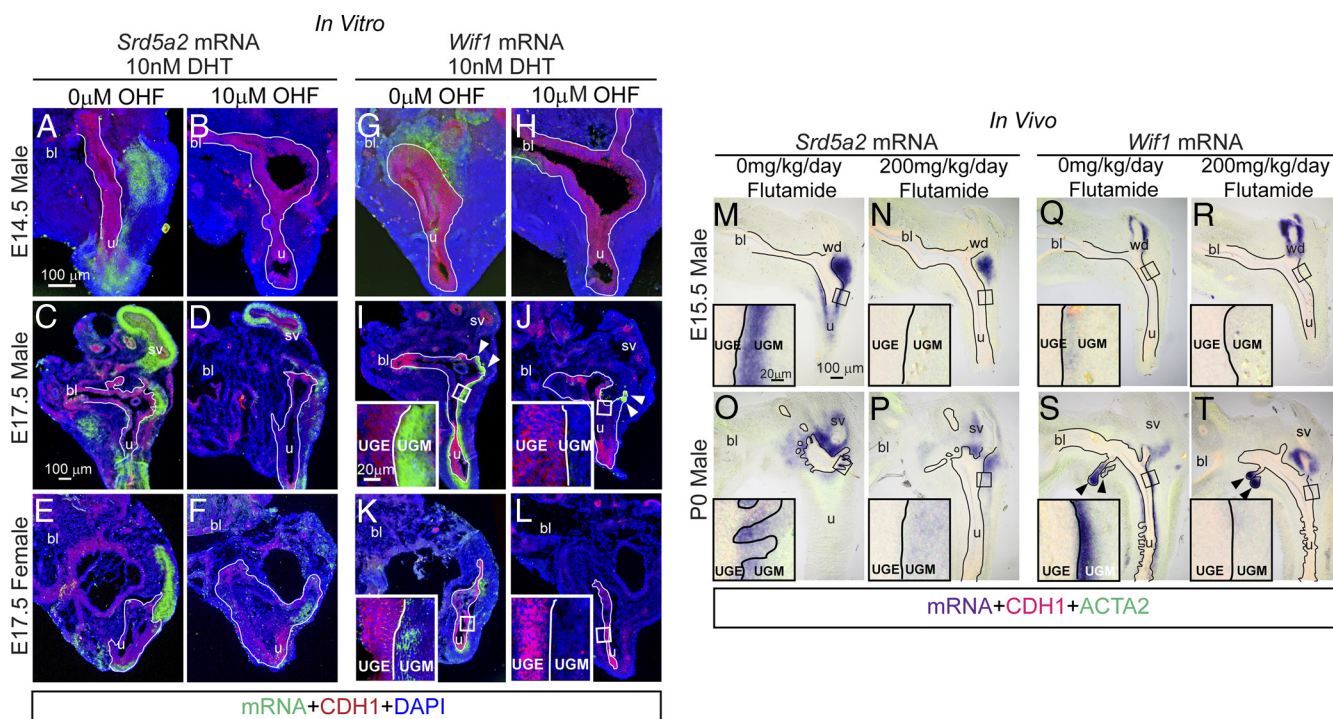 In Vitro
Srd5a2 mRNA
10nM DHT
Wif1 mRNA
10nM DHT
0µM OHF
10µM OHF
0µM OHF
10µM OHF
E14.5 Male
A
bl
u
100 µm
B
bl
u
G
bl
u
H
bl
u
E17.5 Male
C
sv
bl
u
100 µm
D
sv
bl
u
I
sv
bl
u
UGE UGM
20µm
J
sv
bl
u
UGE UGM
E17.5 Female
E
bl
u
F
bl
u
K
bl
u
UGE UGM
L
bl
u
UGE UGM
mRNA+CDH1+DAPI
In Vivo
Srd5a2 mRNA
Wif1 mRNA
0mg/kg/day
Flutamide
200mg/kg/day
Flutamide
0mg/kg/day
Flutamide
200mg/kg/day
Flutamide
E15.5 Male
M
bl
wd
u
UGE UGM
20µm
100 µm
N
bl
wd
u
UGE UGM
Q
bl
wd
u
UGE UGM
R
bl
wd
u
UGE UGM
P0 Male
O
bl
sv
u
UGE UGM
P
bl
sv
u
UGE UGM
S
bl
sv
u
UGE UGM
T
bl
sv
u
UGE UGM
mRNA+CDH1+ACTA2